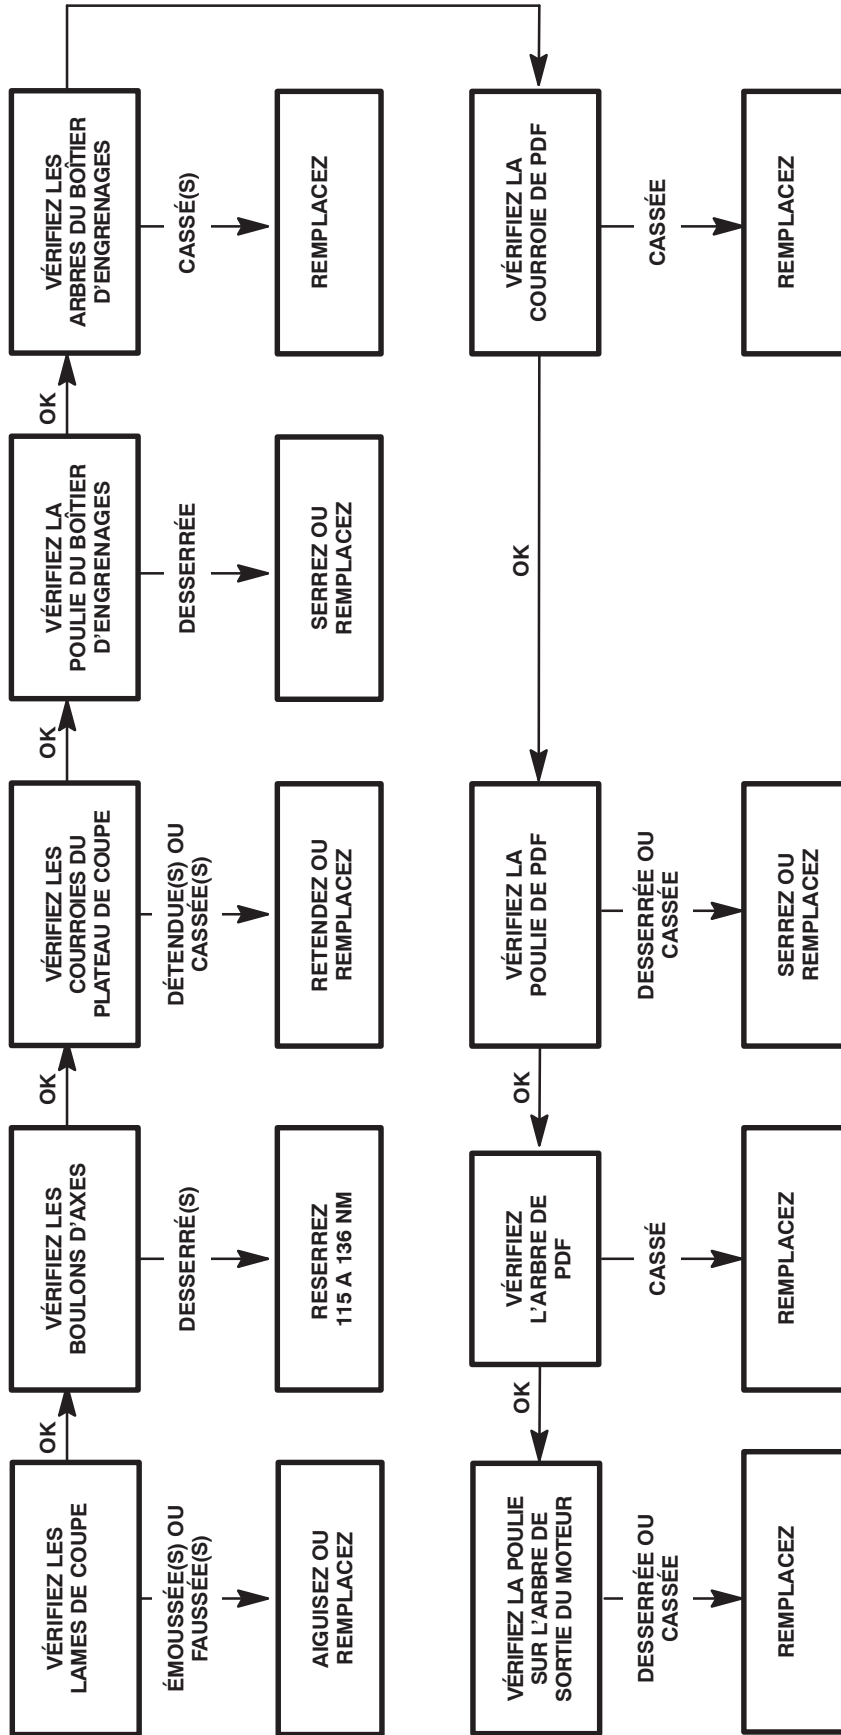 VÉRIFIEZ LES
LAMES DE COUPE
OK
ÉMOUSSÉE(S) OU
FAUSSÉE(S)
AIGUISEZ OU
REMPLACEZ
VÉRIFIEZ LES
BOULONS D'AXES
OK
DESSERRÉ(S)
RESERREZ
115 A 136 NM
VÉRIFIEZ LES
COURROIES DU
PLATEAU DE COUPE
OK
DÉTENDUE(S) OU
CASSÉE(S)
RETENDEZ OU
REMPLACEZ
VÉRIFIEZ LA
POULIE DU BOÎTIER
D'ENGRENAGES
OK
DESSERRÉE
SERREZ OU
REMPLACEZ
VÉRIFIEZ LES
ARBRES DU BOÎTIER
D'ENGRENAGES
CASSÉ(S)
REMPLACEZ
VÉRIFIEZ LA
COURROIE DE PDF
OK
CASSÉE
REMPLACEZ
VÉRIFIEZ LA
POULIE DE PDF
OK
DESSERRÉE OU
CASSÉE
SERREZ OU
REMPLACEZ
VÉRIFIEZ
L'ARBRE DE
PDF
OK
CASSÉ
REMPLACEZ
VÉRIFIEZ LA POULIE
SUR L'ARBRE DE
SORTIE DU MOTEUR
DESSERRÉE OU
CASSÉE
REMPLACEZ